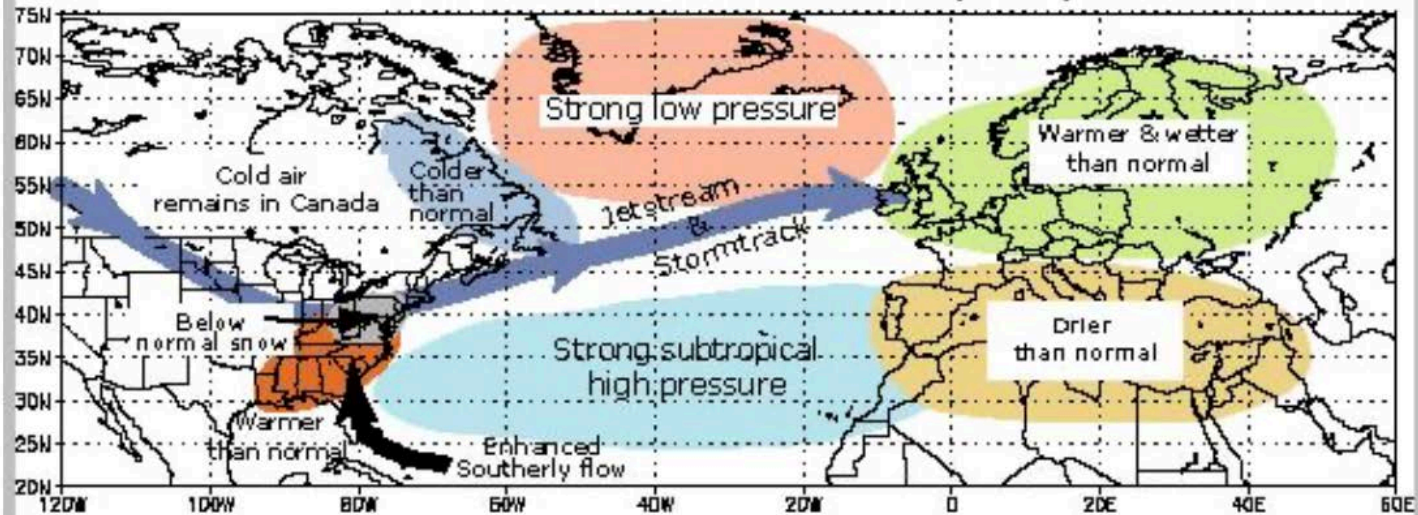 75N
70N
65N
60N
55N
50N
45N
40N
35N
30N
25N
20N
Strong low pressure
Warmer & wetter
than normal
Cold air
remains in Canada
Colder
than
normal
Jetstream
&
Stormtrack
Below
normal snow
Strong subtropical
high pressure
Drier
than normal
Warmer
than normal
Enhanced
Southerly flow
120W 100W 80W 60W 40W 20W 0 20E 40E 60E